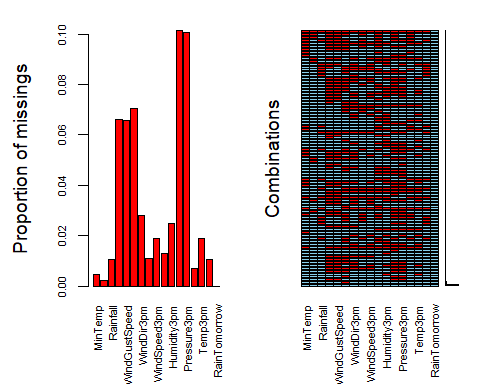 Proportion of missings
0.00
0.02
0.04
0.06
0.08
0.10
MinTemp
Rainfall
WindGustSpeed
WindDir3pm
WindSpeed3pm
Humidity3pm
Pressure3pm
Temp3pm
RainTomorrow
Combinations
MinTemp
Rainfall
WindGustSpeed
WindDir3pm
WindSpeed3pm
Humidity3pm
Pressure3pm
Temp3pm
RainTomorrow